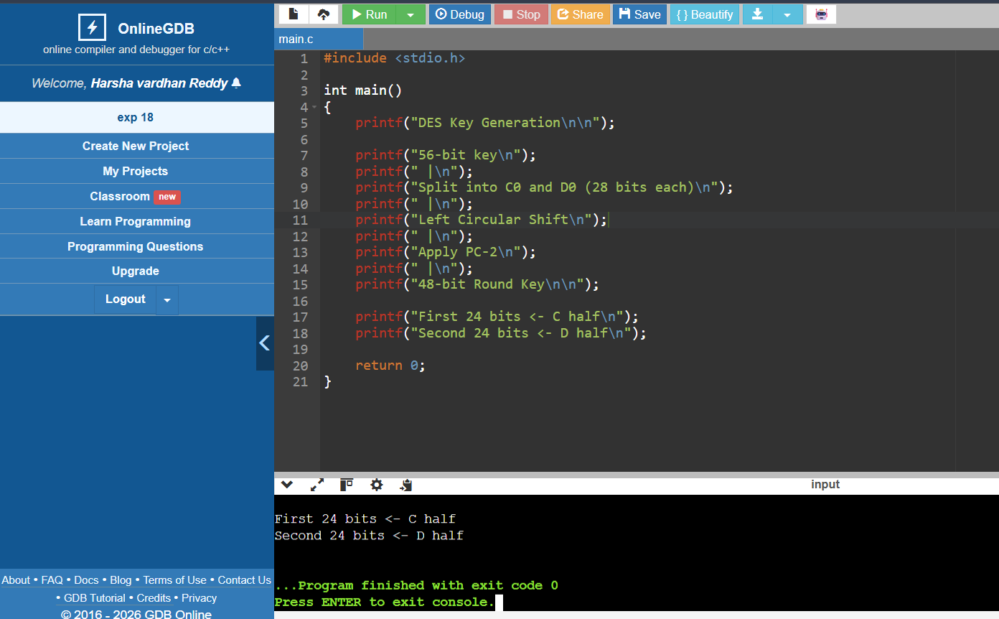 OnlineGDB
online compiler and debugger for c/c++
Welcome, Harsha vardhan Reddy
exp 18
Create New Project
My Projects
Classroom new
Learn Programming
Programming Questions
Upgrade
Logout
About • FAQ • Docs • Blog • Terms of Use • Contact Us
• GDB Tutorial • Credits • Privacy
© 2016 - 2026 GDB Online
Run Debug Stop Share Save { } Beautify
main.c
1 #include <stdio.h>
2
3 int main()
4 {
5     printf("DES Key Generation\n\n");
6
7     printf("56-bit key\n");
8     printf(" |\n");
9     printf("Split into C0 and D0 (28 bits each)\n");
10     printf(" |\n");
11     printf("Left Circular Shift\n");
12     printf(" |\n");
13     printf("Apply PC-2\n");
14     printf(" |\n");
15     printf("48-bit Round Key\n\n");
16
17     printf("First 24 bits <- C half\n");
18     printf("Second 24 bits <- D half\n");
19
20     return 0;
21 }
input
First 24 bits <- C half
Second 24 bits <- D half
...Program finished with exit code 0
Press ENTER to exit console.